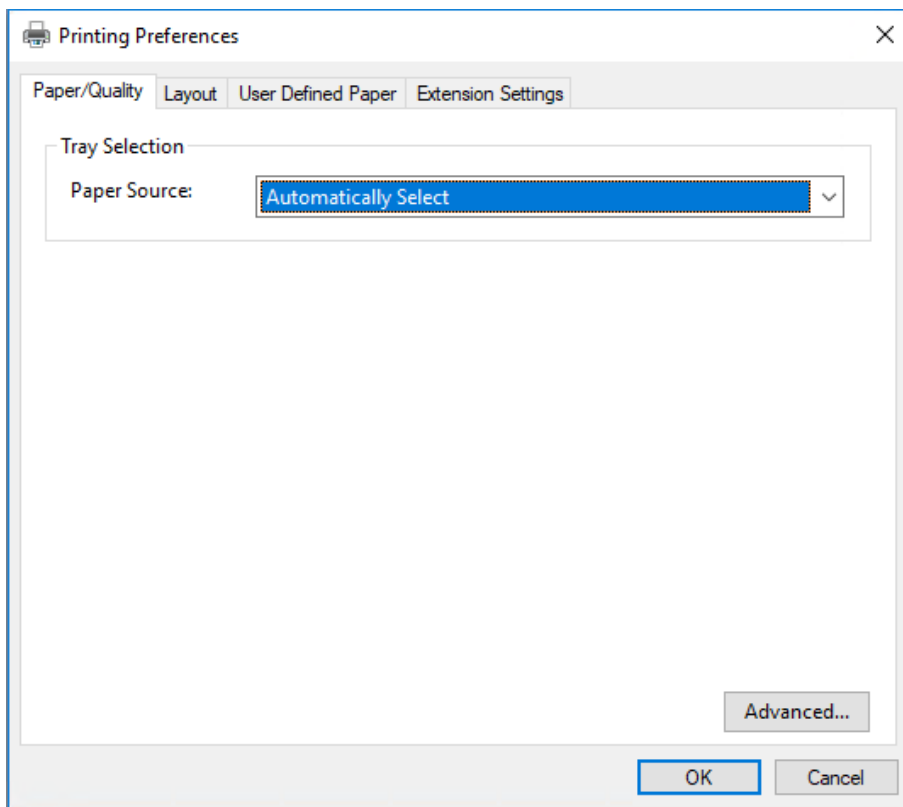 Printing Preferences
Paper/Quality Layout User Defined Paper Extension Settings
Tray Selection
Paper Source: Automatically Select
Advanced...
OK Cancel